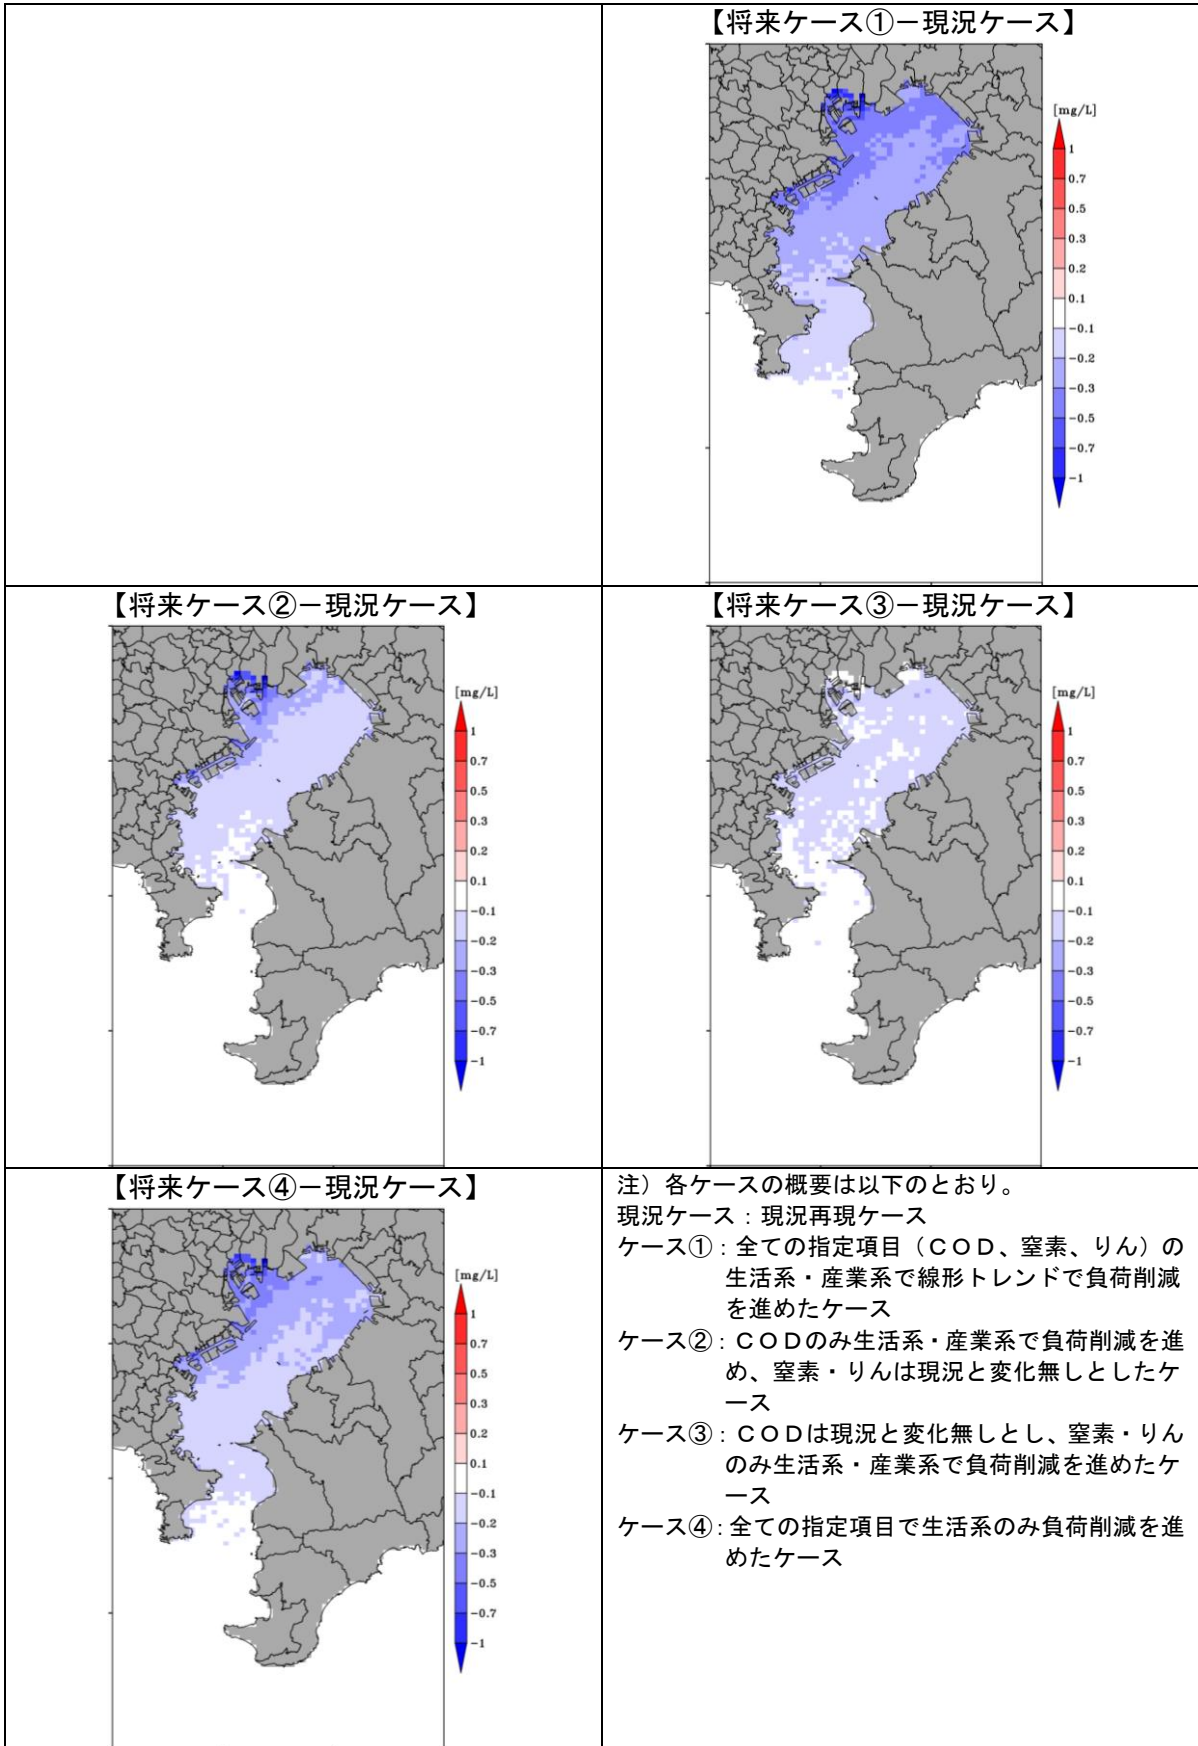 【将来ケース①－現況ケース】
[mg/L]
1
0.7
0.5
0.3
0.2
0.1
-0.1
-0.2
-0.3
-0.5
-0.7
-1
【将来ケース②－現況ケース】
[mg/L]
1
0.7
0.5
0.3
0.2
0.1
-0.1
-0.2
-0.3
-0.5
-0.7
-1
【将来ケース③－現況ケース】
[mg/L]
1
0.7
0.5
0.3
0.2
0.1
-0.1
-0.2
-0.3
-0.5
-0.7
-1
【将来ケース④－現況ケース】
[mg/L]
1
0.7
0.5
0.3
0.2
0.1
-0.1
-0.2
-0.3
-0.5
-0.7
-1
注）各ケースの概要は以下のとおり。
現況ケース：現況再現ケース
ケース①：全ての指定項目（ＣＯＤ、窒素、りん）の
生活系・産業系で線形トレンドで負荷削減
を進めたケース
ケース②：ＣＯＤのみ生活系・産業系で負荷削減を進
め、窒素・りんは現況と変化無しとしたケ
ース
ケース③：ＣＯＤは現況と変化無しとし、窒素・りん
のみ生活系・産業系で負荷削減を進めたケ
ース
ケース④：全ての指定項目で生活系のみ負荷削減を進
めたケース